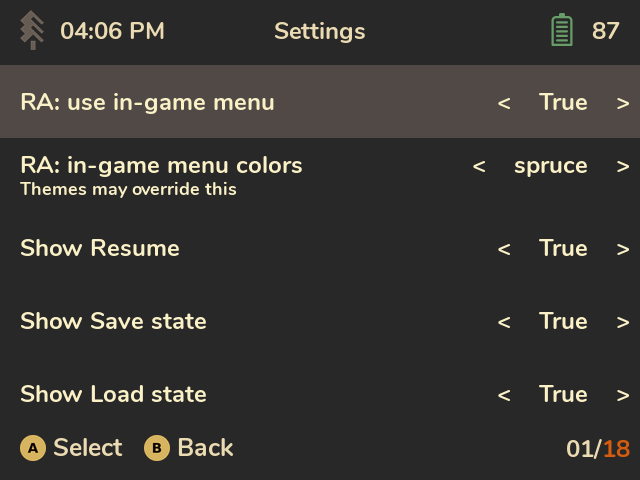 04:06 PM Settings 87
RA: use in-game menu < True >
RA: in-game menu colors < spruce >
Themes may override this
Show Resume < True >
Show Save state < True >
Show Load state < True >
A Select B Back 01/18